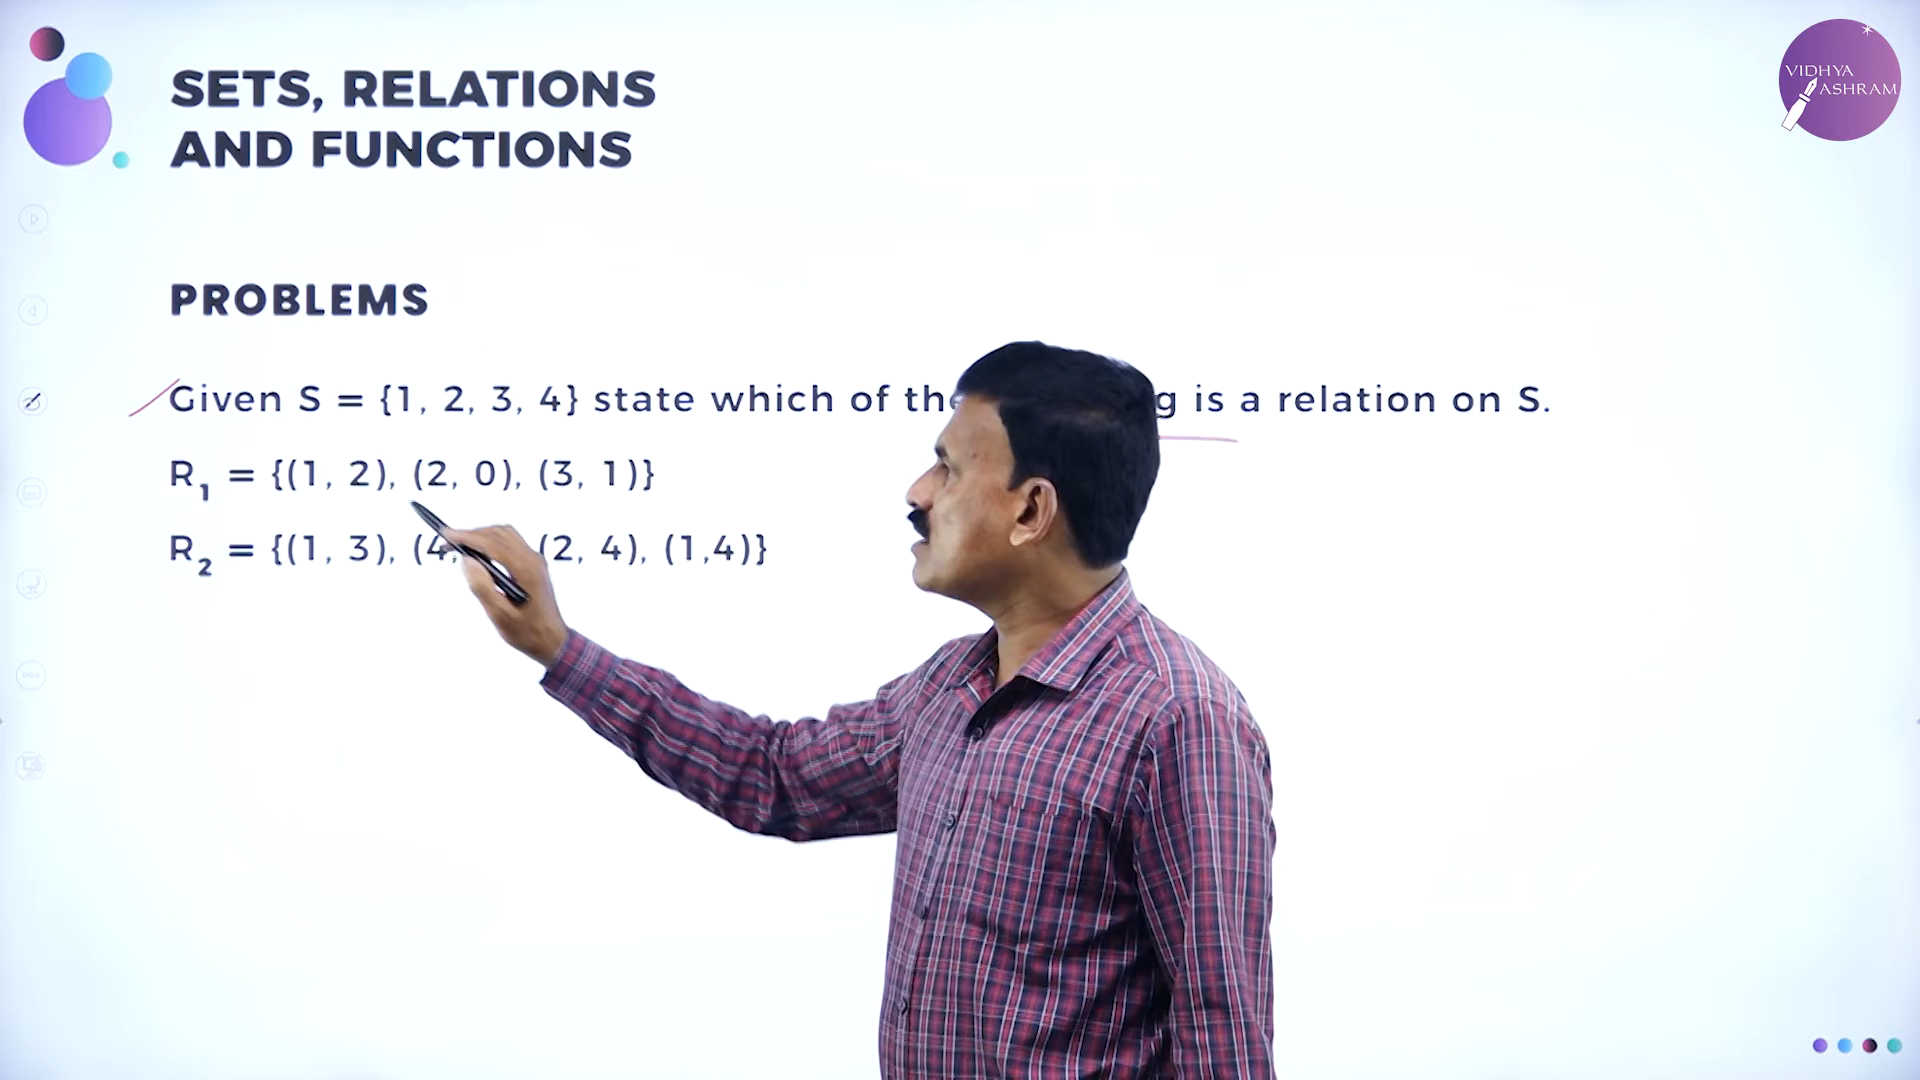 SETS, RELATIONS
AND FUNCTIONS
VIDHYA
ASHRAM
PROBLEMS
Given S = {1, 2, 3, 4} state which of the is a relation on S.
R1 = {(1, 2), (2, 0), (3, 1)}
R2 = {(1, 3), (4, (2, 4), (1,4)}